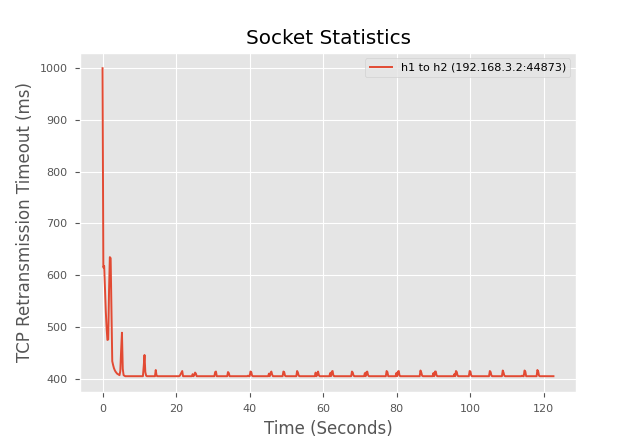 Socket Statistics
h1 to h2 (192.168.3.2:44873)
TCP Retransmission Timeout (ms)
1000
900
800
700
600
500
400
0 20 40 60 80 100 120
Time (Seconds)